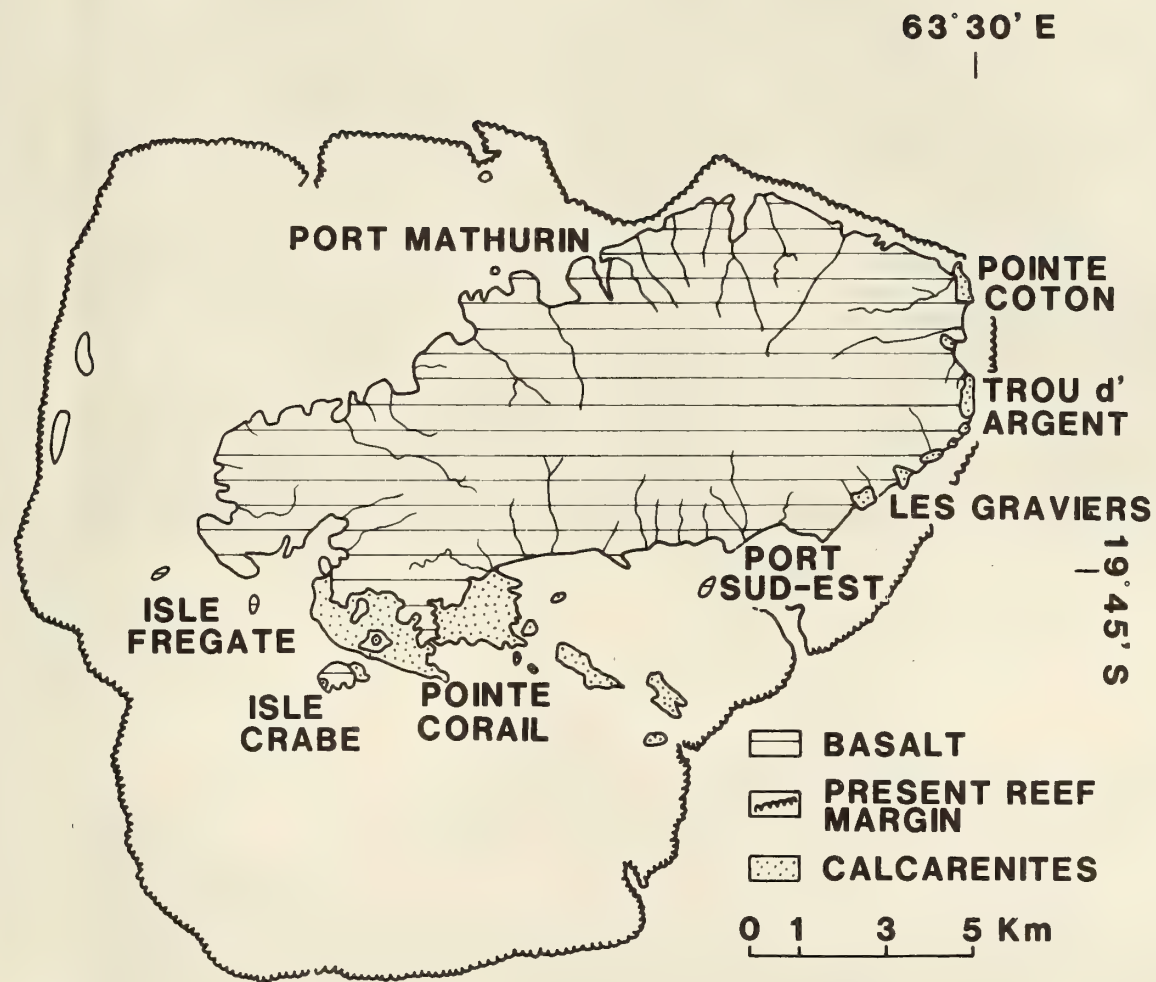 63°30' E
PORT MATHURIN
POINTE
COTON
TROU d'
ARGENT
LES GRAVIERS
PORT
SUD-EST
19°45' S
ISLE
FREGATE
ISLE
CRABE
POINTE
CORAIL
BASALT
PRESENT REEF
MARGIN
CALCARENITES
0 1 3 5 Km